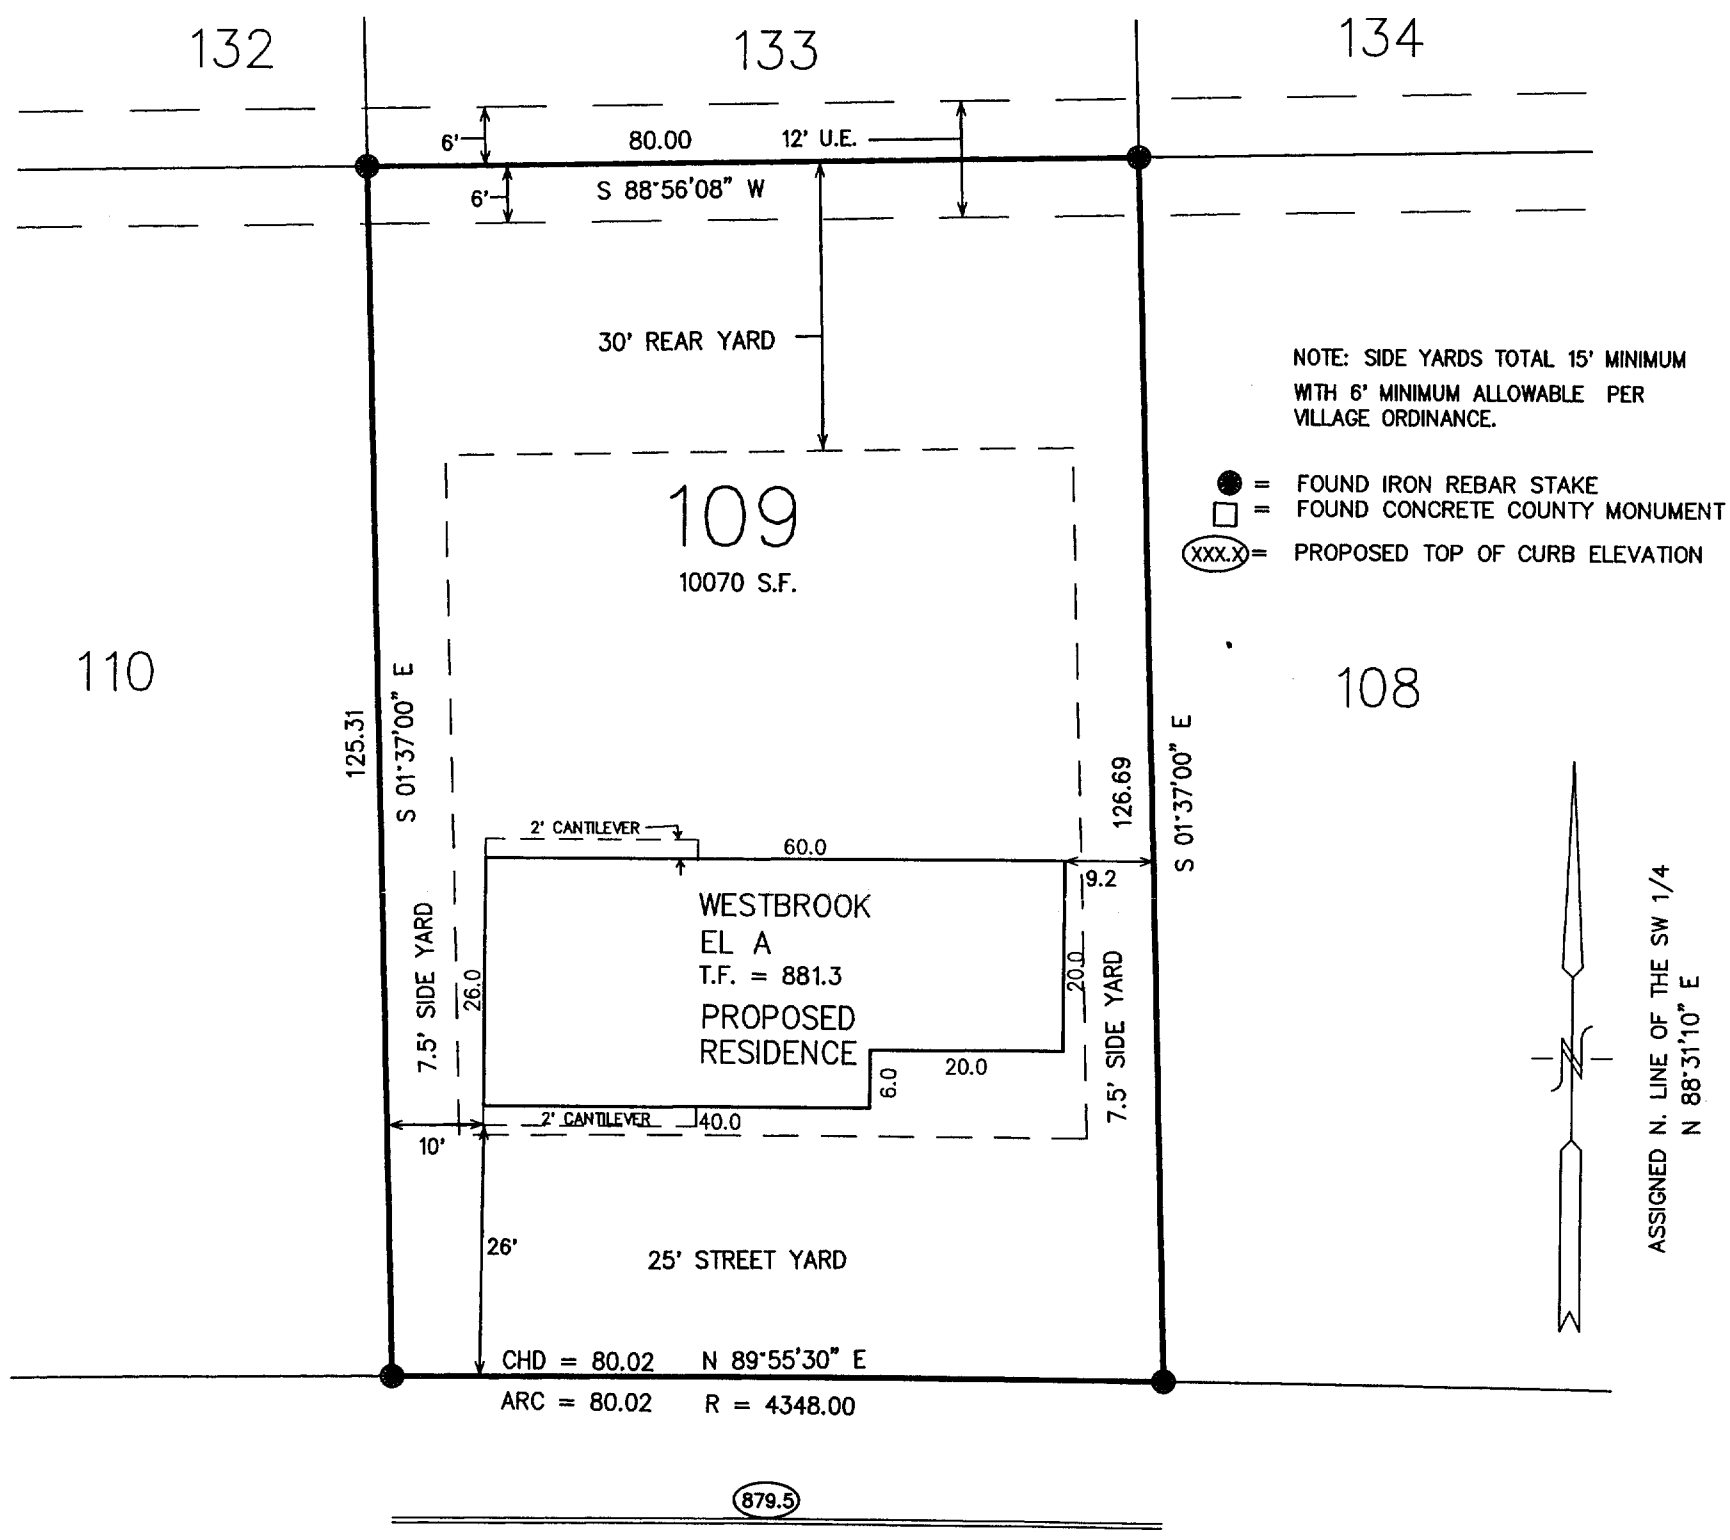 132
133
134
6'
80.00
12' U.E.
6'
S 88°56'08" W
30' REAR YARD
NOTE: SIDE YARDS TOTAL 15' MINIMUM
WITH 6' MINIMUM ALLOWABLE PER
VILLAGE ORDINANCE.
109
10070 S.F.
= FOUND IRON REBAR STAKE
= FOUND CONCRETE COUNTY MONUMENT
XXX.X = PROPOSED TOP OF CURB ELEVATION
110
108
125.31
S 01°37'00" E
126.69
S 01°37'00" E
2' CANTILEVER
60.0
9.2
WESTBROOK
EL A
T.F. = 881.3
PROPOSED
RESIDENCE
7.5' SIDE YARD
26.0
20.0
7.5' SIDE YARD
6.0
20.0
2' CANTILEVER
40.0
10'
26'
25' STREET YARD
N
ASSIGNED N. LINE OF THE SW 1/4
N 88°31'10" E
CHD = 80.02 N 89°55'30" E
ARC = 80.02 R = 4348.00
879.5